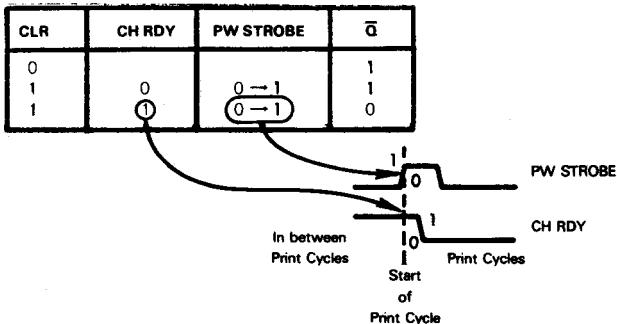 CLR CH RDY PW STROBE Q̅
0 1
1 0 0 → 1 1
1 1 0 → 1 0
1
0
PW STROBE
1
0
CH RDY
In between
Print Cycles
Print Cycles
Start
of
Print Cycle